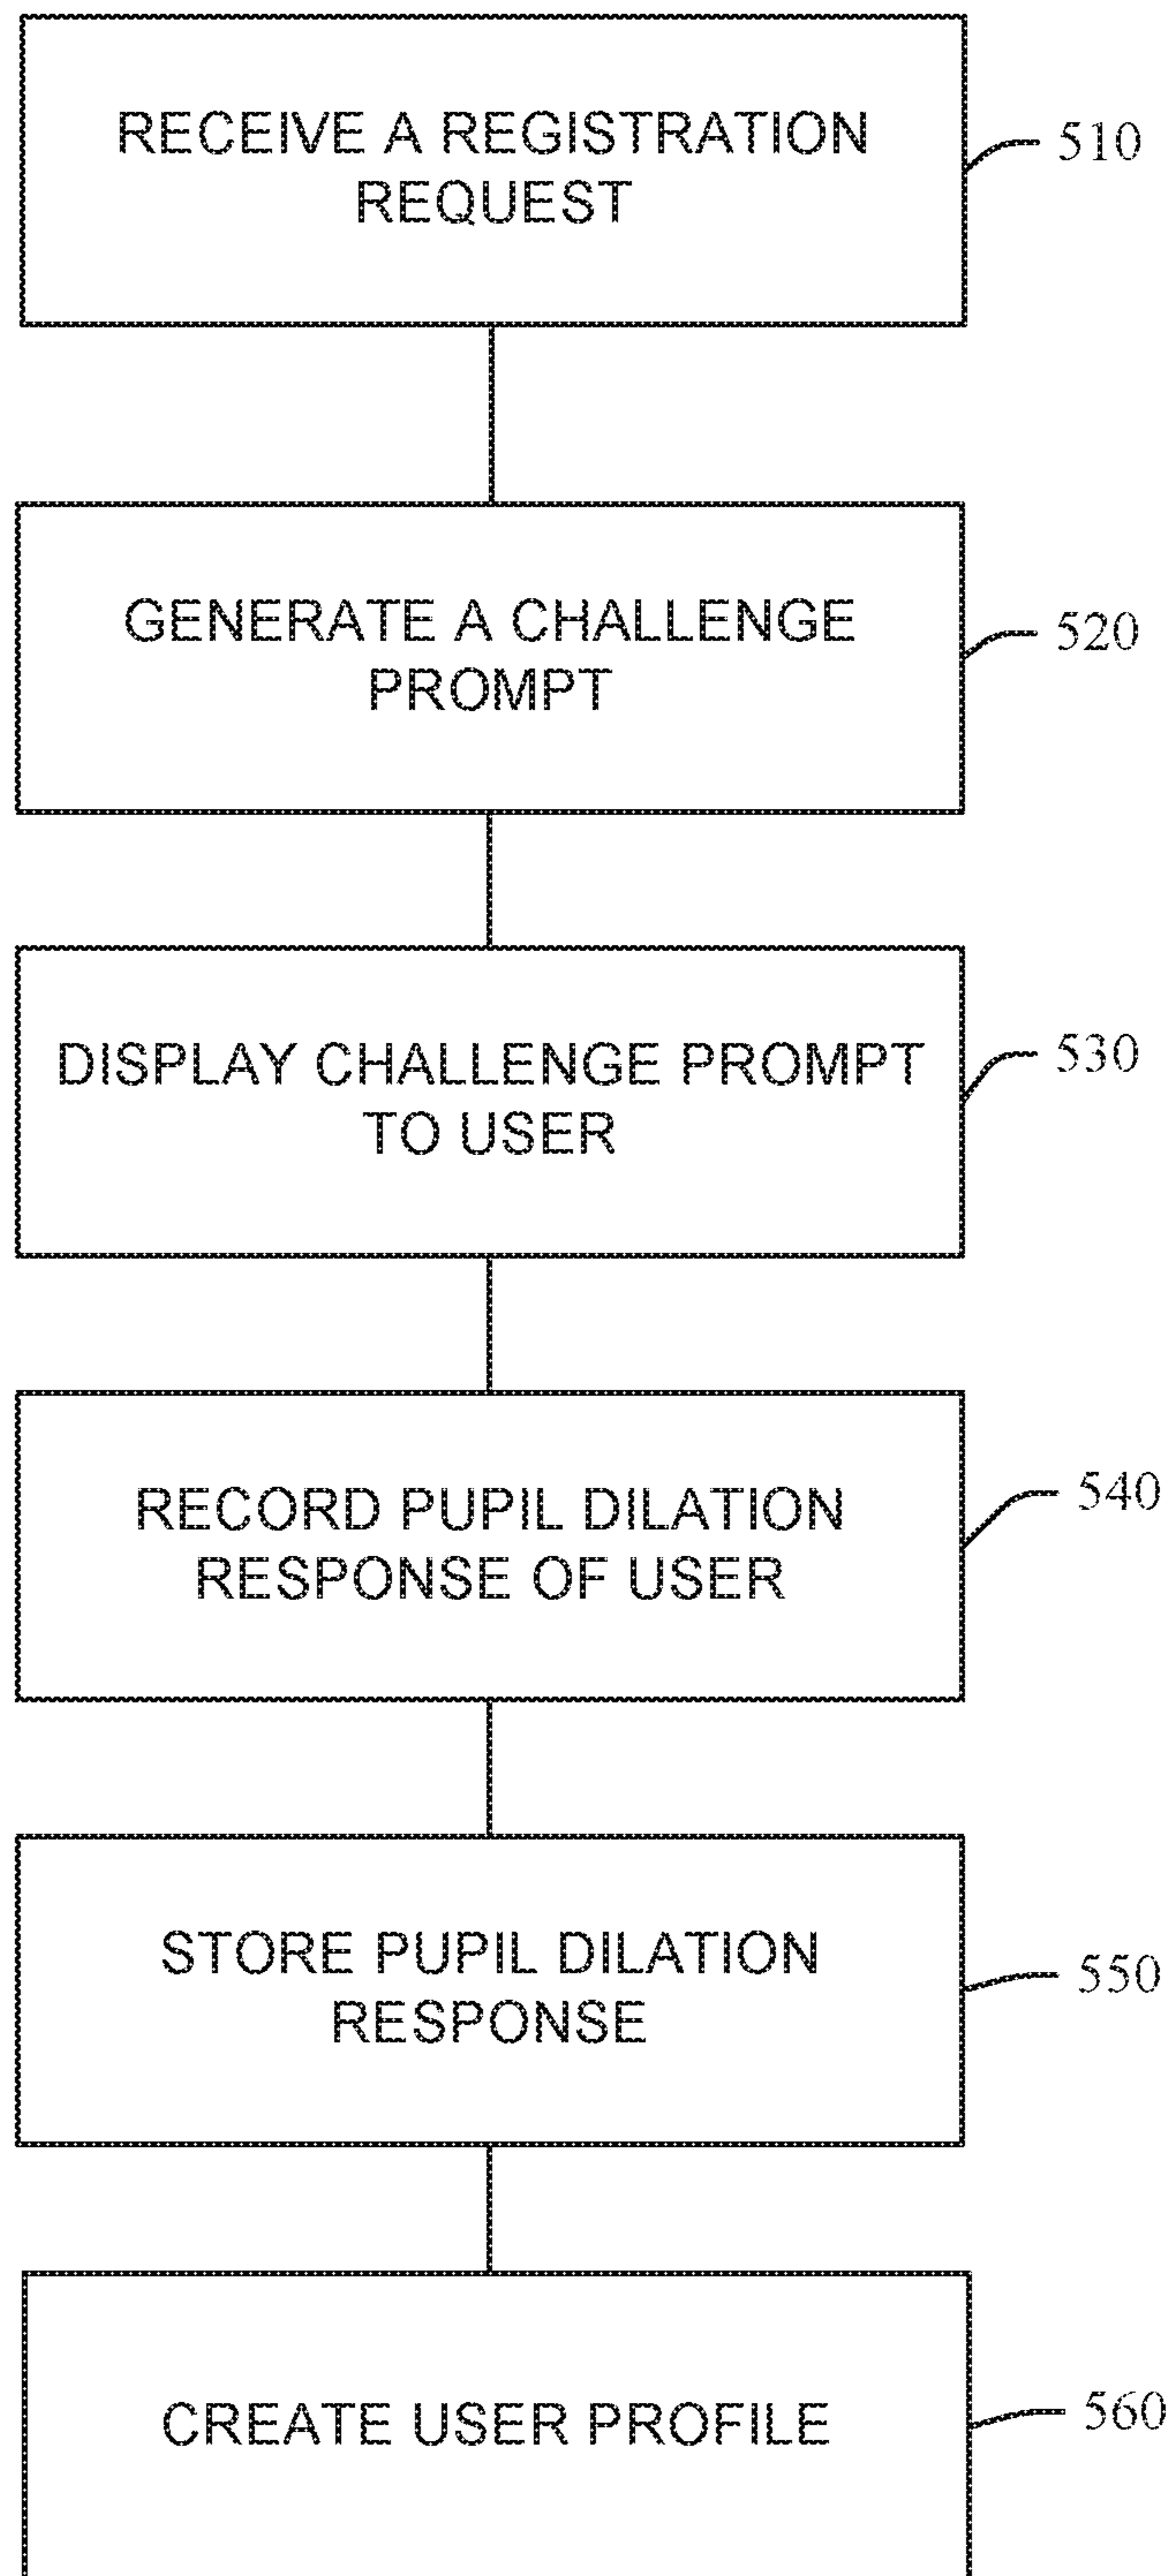 RECEIVE A REGISTRATION
REQUEST
510
GENERATE A CHALLENGE
PROMPT
520
DISPLAY CHALLENGE PROMPT
TO USER
530
RECORD PUPIL DILATION
RESPONSE OF USER
540
STORE PUPIL DILATION
RESPONSE
550
CREATE USER PROFILE
560